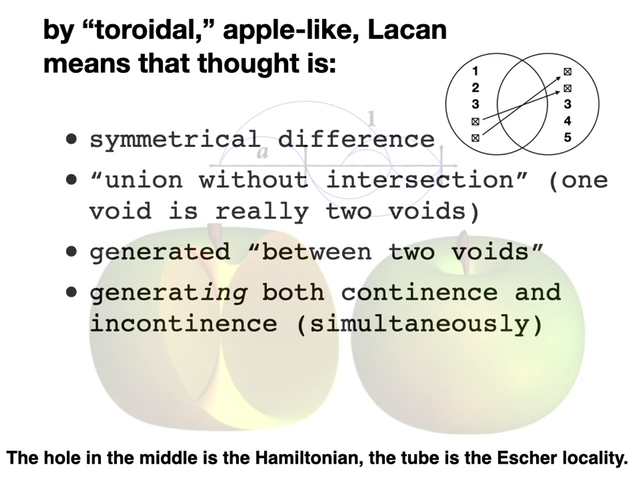 by “toroidal,” apple-like, Lacan
means that thought is:
1
2
3
☒
☒
☒
☒
3
4
5
1
a
• symmetrical difference
• “union without intersection” (one
void is really two voids)
• generated “between two voids”
• generating both continence and
incontinence (simultaneously)
The hole in the middle is the Hamiltonian, the tube is the Escher locality.